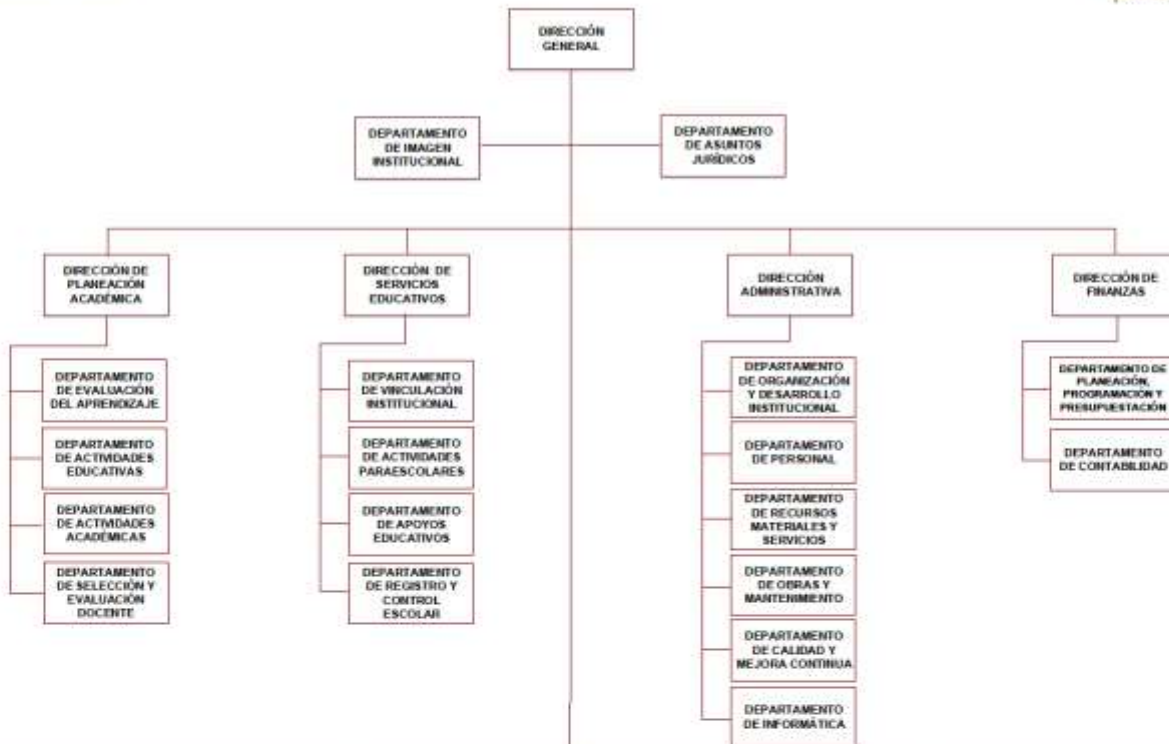 DIRECCIÓN
GENERAL
DEPARTAMENTO
DE IMAGEN
INSTITUCIONAL
DEPARTAMENTO
DE ASUNTOS
JURÍDICOS
DIRECCIÓN DE
PLANEACIÓN
ACADÉMICA
DIRECCIÓN DE
SERVICIOS
EDUCATIVOS
DIRECCIÓN
ADMINISTRATIVA
DIRECCIÓN DE
FINANZAS
DEPARTAMENTO
DE EVALUACIÓN
DEL APRENDIZAJE
DEPARTAMENTO
DE ACTIVIDADES
EDUCATIVAS
DEPARTAMENTO
DE ACTIVIDADES
ACADÉMICAS
DEPARTAMENTO
DE SELECCIÓN Y
EVALUACIÓN
DOCENTE
DEPARTAMENTO
DE VINCULACIÓN
INSTITUCIONAL
DEPARTAMENTO
DE ACTIVIDADES
PARAESCOLARES
DEPARTAMENTO
DE APOYOS
EDUCATIVOS
DEPARTAMENTO
DE REGISTRO Y
CONTROL
ESCOLAR
DEPARTAMENTO
DE ORGANIZACIÓN
Y DESARROLLO
INSTITUCIONAL
DEPARTAMENTO
DE PERSONAL
DEPARTAMENTO
DE RECURSOS
MATERIALES Y
SERVICIOS
DEPARTAMENTO
DE OBRAS Y
MANTENIMIENTO
DEPARTAMENTO
DE CALIDAD Y
MEJORA CONTINUA
DEPARTAMENTO
DE INFORMÁTICA
DEPARTAMENTO DE
PLANEACIÓN,
PROGRAMACIÓN Y
PRESUPUESTACIÓN
DEPARTAMENTO
DE CONTABILIDAD